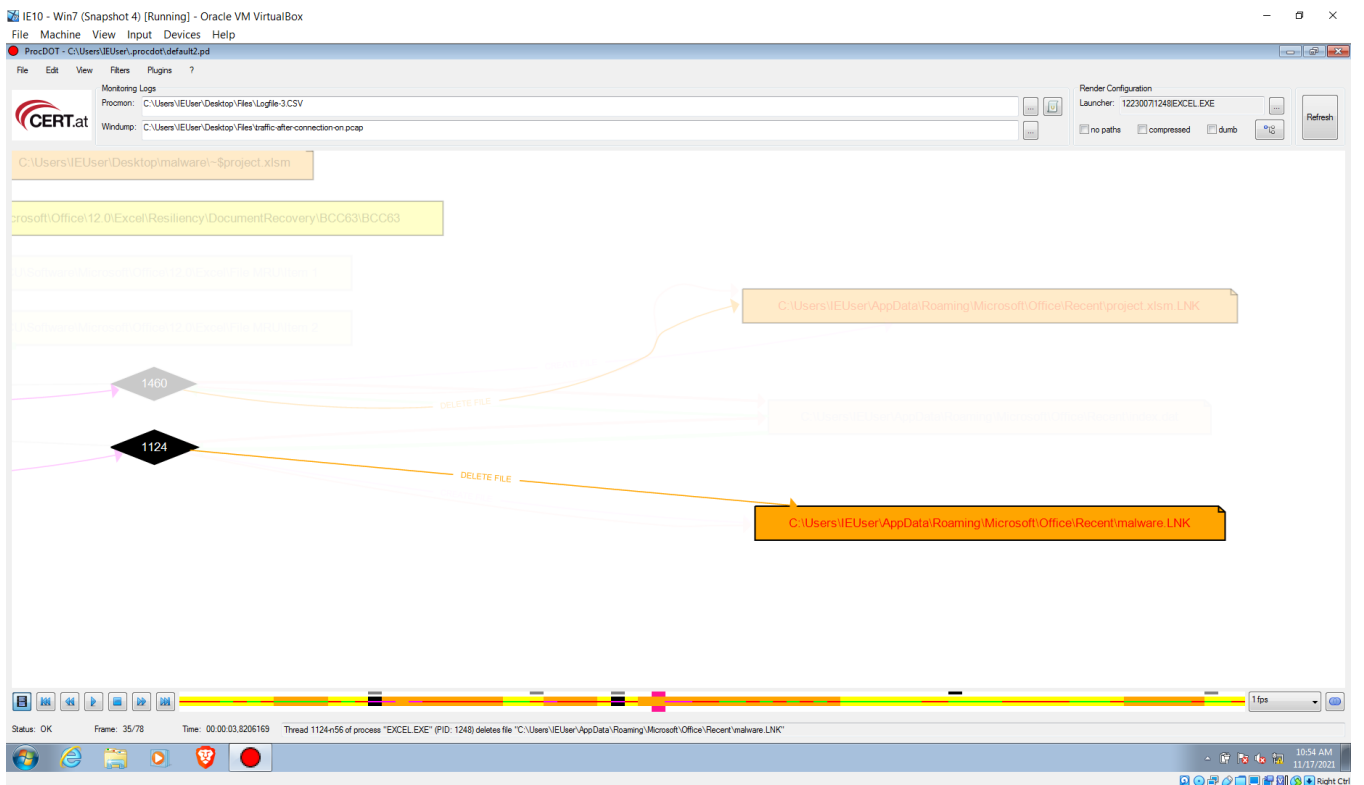 IE10 - Win7 (Snapshot 4) [Running] - Oracle VM VirtualBox
File Machine View Input Devices Help
ProcDOT - C:\Users\IEUser\.procdot\default2.pd
File Edit View Filters Plugins ?
Monitoring Logs
Procmon: C:\Users\IEUser\Desktop\Files\Logfile-3.CSV ...
Windump: C:\Users\IEUser\Desktop\Files\traffic-after-connection-on.pcap ...
CERT.at
Render Configuration
Launcher: 1223007|1248|EXCEL.EXE ...
no paths compressed dumb
Refresh
C:\Users\IEUser\Desktop\malware\~$project.xlsm
crosoft\Office\12.0\Excel\Resiliency\DocumentRecovery\BCC63\BCC63
C:\Users\IEUser\AppData\Roaming\Microsoft\Office\Recent\project.xlsm.LNK
1460
DELETE FILE
1124
DELETE FILE
C:\Users\IEUser\AppData\Roaming\Microsoft\Office\Recent\malware.LNK
1 fps
Status: OK Frame: 35/78 Time: 00:00:03,8206169 Thread 1124-n56 of process "EXCEL.EXE" (PID: 1248) deletes file "C:\Users\IEUser\AppData\Roaming\Microsoft\Office\Recent\malware.LNK"
10:54 AM
11/17/2021
Right Ctrl